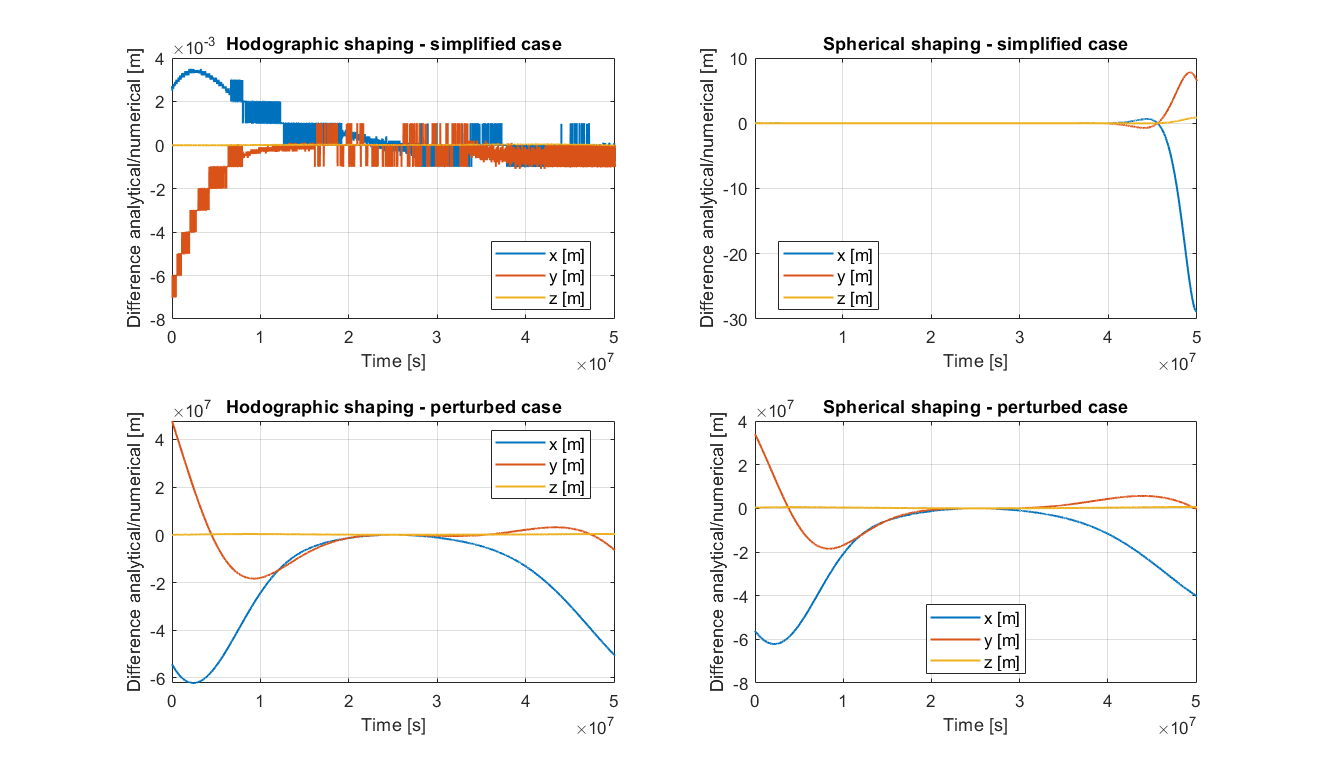 Hodographic shaping - simplified case
×10-3
Difference analytical/numerical [m]
4
2
0
-2
-4
-6
-8
x [m]
y [m]
z [m]
0 1 2 3 4 5
Time [s]
×107
Spherical shaping - simplified case
Difference analytical/numerical [m]
10
0
-10
-20
-30
x [m]
y [m]
z [m]
1 2 3 4 5
Time [s]
×107
Hodographic shaping - perturbed case
×107
Difference analytical/numerical [m]
2
0
-2
-4
-6
x [m]
y [m]
z [m]
0 1 2 3 4 5
Time [s]
×107
Spherical shaping - perturbed case
×107
Difference analytical/numerical [m]
4
2
0
-2
-4
-6
-8
x [m]
y [m]
z [m]
0 1 2 3 4 5
Time [s]
×107